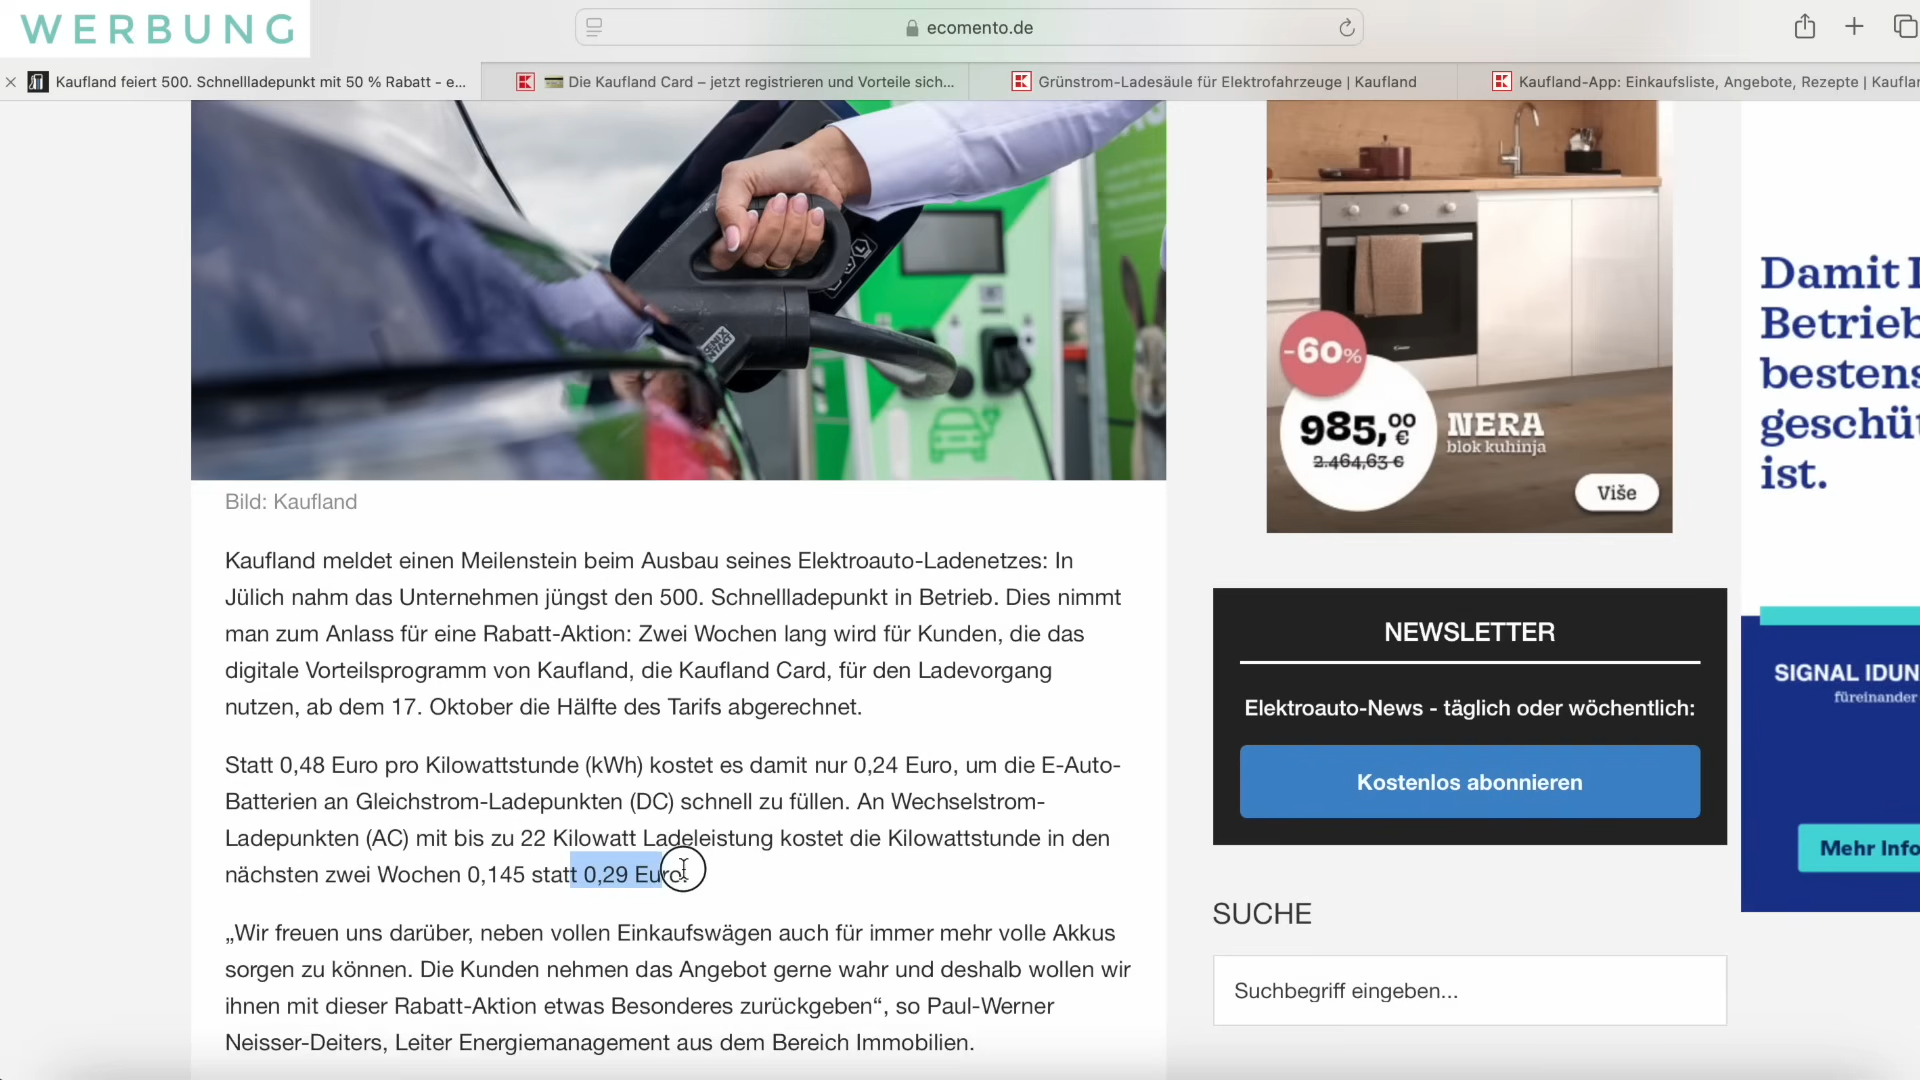 WERBUNG
ecomento.de
Kaufland feiert 500. Schnellladepunkt mit 50 % Rabatt - e...
Die Kaufland Card – jetzt registrieren und Vorteile sich...
Grünstrom-Ladesäule für Elektrofahrzeuge | Kaufland
Kaufland-App: Einkaufsliste, Angebote, Rezepte | Kauflan
Bild: Kaufland
Kaufland meldet einen Meilenstein beim Ausbau seines Elektroauto-Ladenetzes: In
Jülich nahm das Unternehmen jüngst den 500. Schnellladepunkt in Betrieb. Dies nimmt
man zum Anlass für eine Rabatt-Aktion: Zwei Wochen lang wird für Kunden, die das
digitale Vorteilsprogramm von Kaufland, die Kaufland Card, für den Ladevorgang
nutzen, ab dem 17. Oktober die Hälfte des Tarifs abgerechnet.
Statt 0,48 Euro pro Kilowattstunde (kWh) kostet es damit nur 0,24 Euro, um die E-Auto-
Batterien an Gleichstrom-Ladepunkten (DC) schnell zu füllen. An Wechselstrom-
Ladepunkten (AC) mit bis zu 22 Kilowatt Ladeleistung kostet die Kilowattstunde in den
nächsten zwei Wochen 0,145 statt 0,29 Euro.
„Wir freuen uns darüber, neben vollen Einkaufswägen auch für immer mehr volle Akkus
sorgen zu können. Die Kunden nehmen das Angebot gerne wahr und deshalb wollen wir
ihnen mit dieser Rabatt-Aktion etwas Besonderes zurückgeben“, so Paul-Werner
Neisser-Deiters, Leiter Energiemanagement aus dem Bereich Immobilien.
-60%
985,00 €
2.464,63 €
NERA
blok kuhinja
Više
NEWSLETTER
Elektroauto-News - täglich oder wöchentlich:
Kostenlos abonnieren
SUCHE
Suchbegriff eingeben...
Damit I
Betrieb
bestens
geschüt
ist.
SIGNAL IDUN
füreinander
Mehr Info